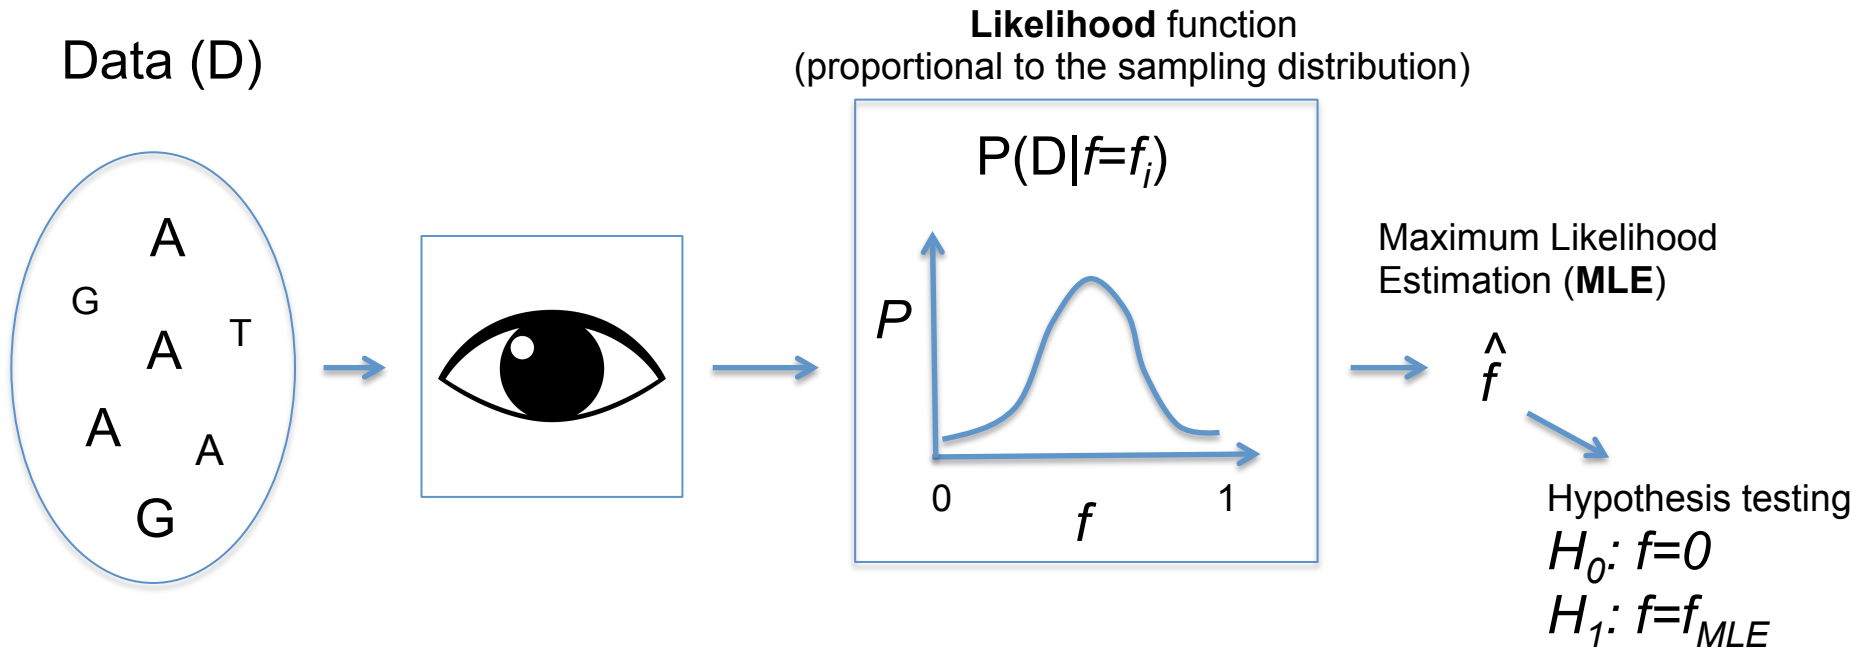 Data (D)
A
G
T
A
A
A
G
Likelihood function
(proportional to the sampling distribution)
P(D|f=fᵢ)
P
0
1
f
Maximum Likelihood
Estimation (MLE)
^
f
Hypothesis testing
H₀: f=0
H₁: f=f_MLE